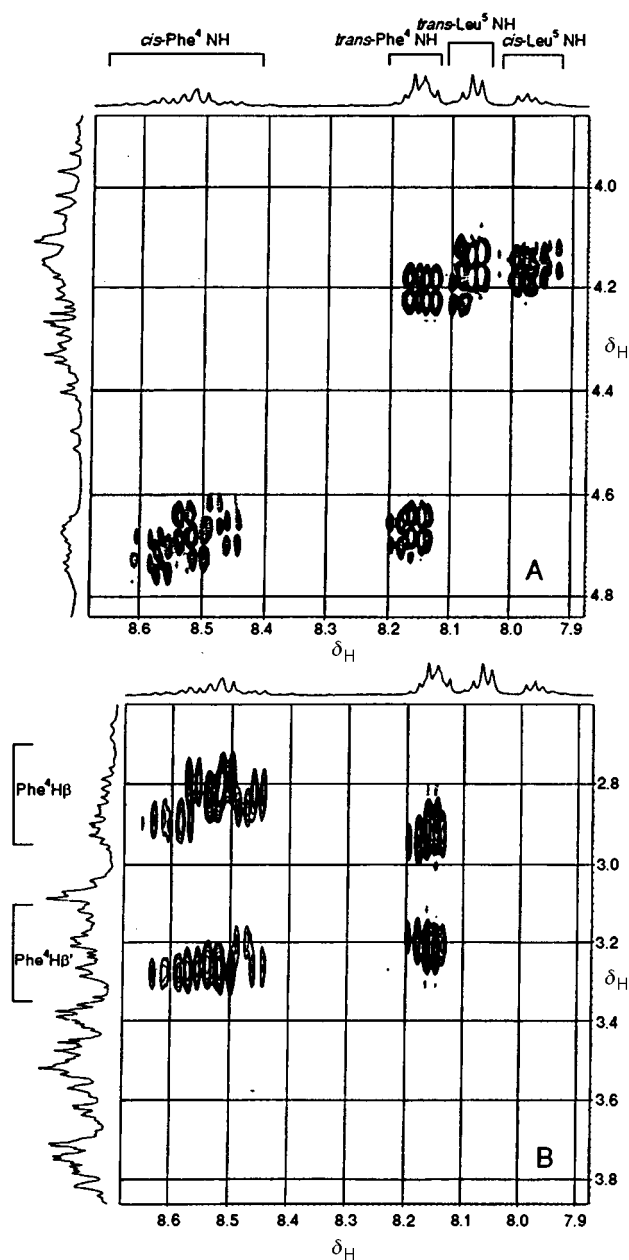 cis-Phe⁴ NH
trans-Phe⁴ NH
trans-Leu⁵ NH
cis-Leu⁵ NH
4.0
4.2
δH
4.4
4.6
A
4.8
8.6 8.5 8.4 8.3 8.2 8.1 8.0 7.9
δH
Phe⁴Hβ
2.8
3.0
Phe⁴Hβ'
3.2
δH
3.4
3.6
B
3.8
8.6 8.5 8.4 8.3 8.2 8.1 8.0 7.9
δH